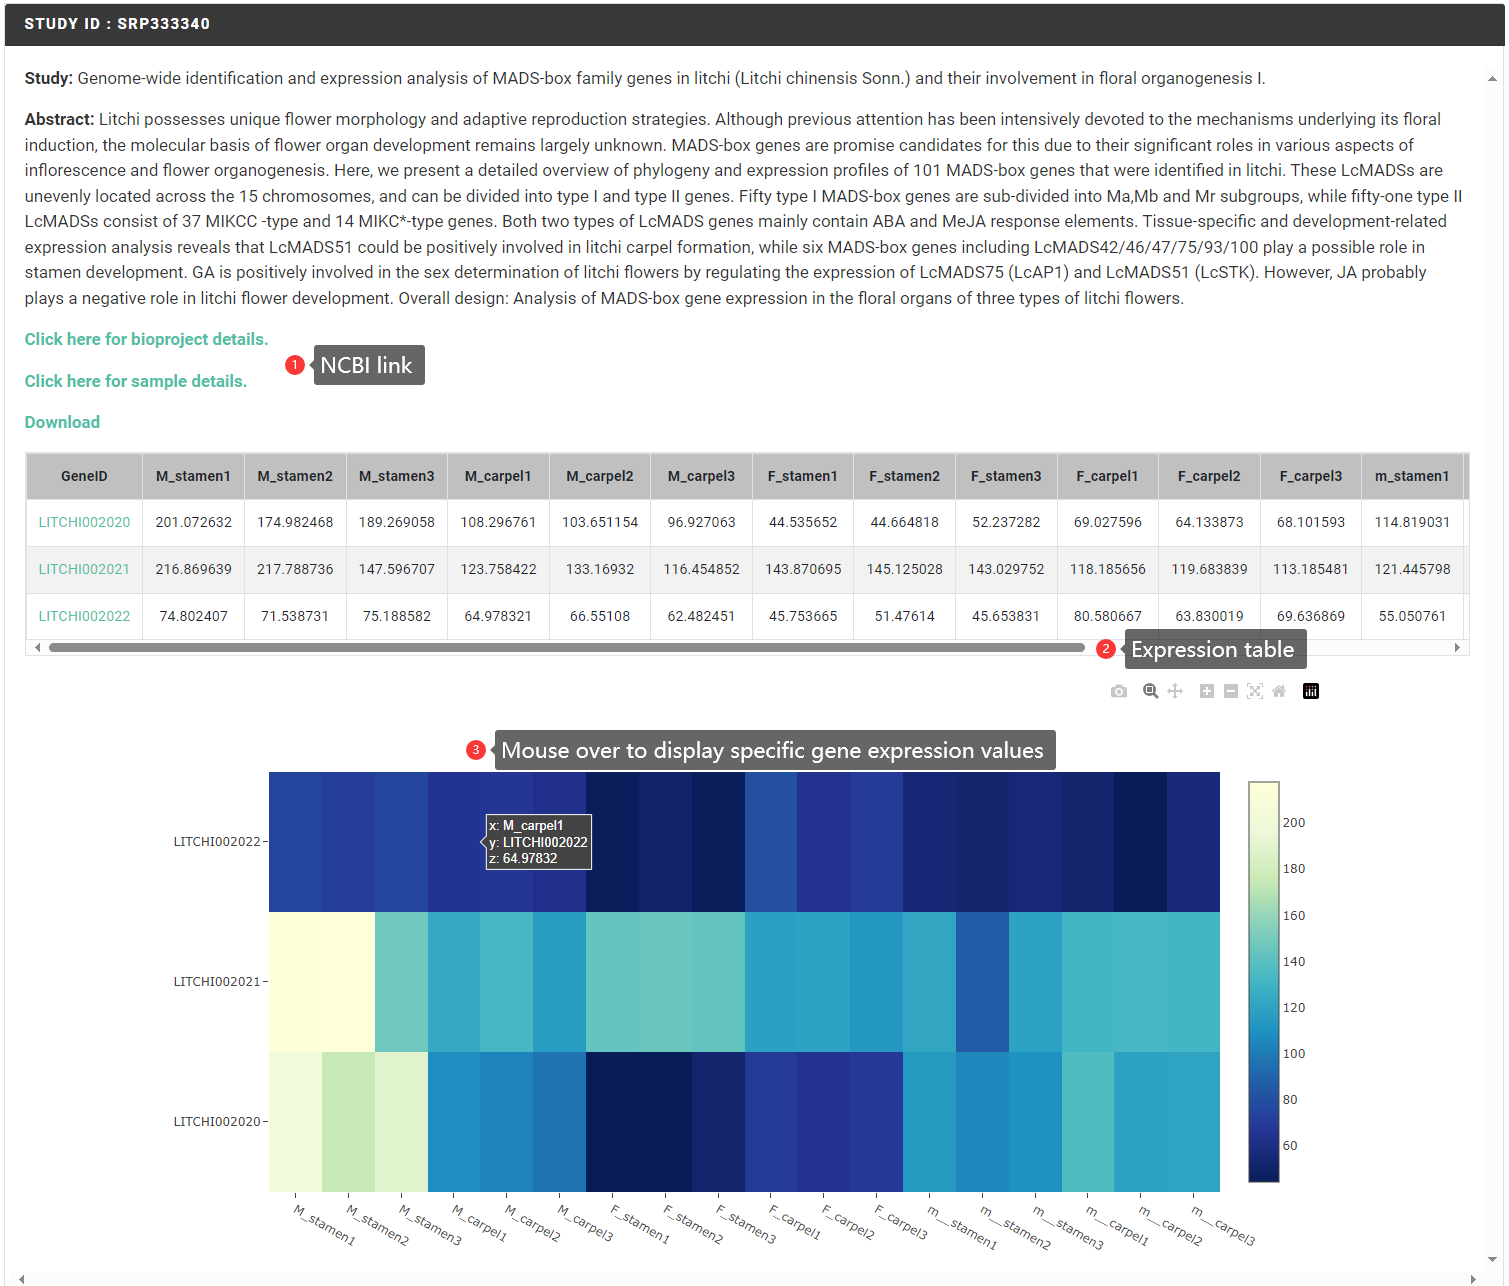 STUDY ID : SRP333340
Study: Genome-wide identification and expression analysis of MADS-box family genes in litchi (Litchi chinensis Sonn.) and their involvement in floral organogenesis I.
Abstract: Litchi possesses unique flower morphology and adaptive reproduction strategies. Although previous attention has been intensively devoted to the mechanisms underlying its floral
induction, the molecular basis of flower organ development remains largely unknown. MADS-box genes are promise candidates for this due to their significant roles in various aspects of
inflorescence and flower organogenesis. Here, we present a detailed overview of phylogeny and expression profiles of 101 MADS-box genes that were identified in litchi. These LcMADSs are
unevenly located across the 15 chromosomes, and can be divided into type I and type II genes. Fifty type I MADS-box genes are sub-divided into Ma,Mb and Mr subgroups, while fifty-one type II
LcMADSs consist of 37 MIKCC -type and 14 MIKC*-type genes. Both two types of LcMADS genes mainly contain ABA and MeJA response elements. Tissue-specific and development-related
expression analysis reveals that LcMADS51 could be positively involved in litchi carpel formation, while six MADS-box genes including LcMADS42/46/47/75/93/100 play a possible role in
stamen development. GA is positively involved in the sex determination of litchi flowers by regulating the expression of LcMADS75 (LcAP1) and LcMADS51 (LcSTK). However, JA probably
plays a negative role in litchi flower development. Overall design: Analysis of MADS-box gene expression in the floral organs of three types of litchi flowers.
Click here for bioproject details.
1 NCBI link
Click here for sample details.
Download
GeneID M_stamen1 M_stamen2 M_stamen3 M_carpel1 M_carpel2 M_carpel3 F_stamen1 F_stamen2 F_stamen3 F_carpel1 F_carpel2 F_carpel3 m_stamen1
LITCHI002020 201.072632 174.982468 189.269058 108.296761 103.651154 96.927063 44.535652 44.664818 52.237282 69.027596 64.133873 68.101593 114.819031
LITCHI002021 216.869639 217.788736 147.596707 123.758422 133.16932 116.454852 143.870695 145.125028 143.029752 118.185656 119.683839 113.185481 121.445798
LITCHI002022 74.802407 71.538731 75.188582 64.978321 66.55108 62.482451 45.753665 51.47614 45.653831 80.580667 63.830019 69.636869 55.050761
2 Expression table
3 Mouse over to display specific gene expression values
x: M_carpel1
y: LITCHI002022
z: 64.97832
LITCHI002022
LITCHI002021
LITCHI002020
200
180
160
140
120
100
80
60
M_stamen1 M_stamen2 M_stamen3 M_carpel1 M_carpel2 M_carpel3 F_stamen1 F_stamen2 F_stamen3 F_carpel1 F_carpel2 F_carpel3 m__stamen1 m__stamen2 m__stamen3 m__carpel1 m__carpel2 m__carpel3